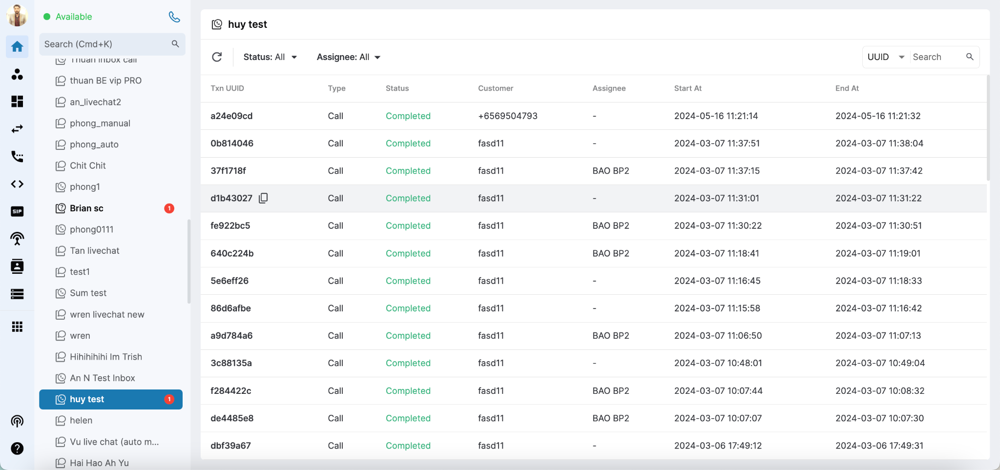 Available
Search (Cmd+K)
Thuan inbox call
thuan BE vip PRO
an_livechat2
phong_manual
phong_auto
Chit Chit
phong1
Brian sc 1
phong0111
Tan livechat
test1
Sum test
wren livechat new
wren
Hihihihihi Im Trish
An N Test Inbox
huy test 1
helen
Vu live chat (auto m...
Hai Hao Ah Yu
SIP
huy test
Status: All Assignee: All UUID Search
Txn UUID Type Status Customer Assignee Start At End At
a24e09cd Call Completed +6569504793 - 2024-05-16 11:21:14 2024-05-16 11:21:32
0b814046 Call Completed fasd11 - 2024-03-07 11:37:51 2024-03-07 11:38:04
37f1718f Call Completed fasd11 BAO BP2 2024-03-07 11:37:15 2024-03-07 11:37:42
d1b43027 Call Completed fasd11 - 2024-03-07 11:31:01 2024-03-07 11:31:22
fe922bc5 Call Completed fasd11 BAO BP2 2024-03-07 11:30:22 2024-03-07 11:30:51
640c224b Call Completed fasd11 BAO BP2 2024-03-07 11:18:41 2024-03-07 11:19:01
5e6eff26 Call Completed fasd11 - 2024-03-07 11:16:45 2024-03-07 11:18:33
86d6afbe Call Completed fasd11 - 2024-03-07 11:15:58 2024-03-07 11:16:42
a9d784a6 Call Completed fasd11 BAO BP2 2024-03-07 11:06:50 2024-03-07 11:07:13
3c88135a Call Completed fasd11 - 2024-03-07 10:48:01 2024-03-07 10:49:04
f284422c Call Completed fasd11 BAO BP2 2024-03-07 10:07:44 2024-03-07 10:08:32
de4485e8 Call Completed fasd11 BAO BP2 2024-03-07 10:07:07 2024-03-07 10:07:30
dbf39a67 Call Completed fasd11 - 2024-03-06 17:49:12 2024-03-06 17:49:31